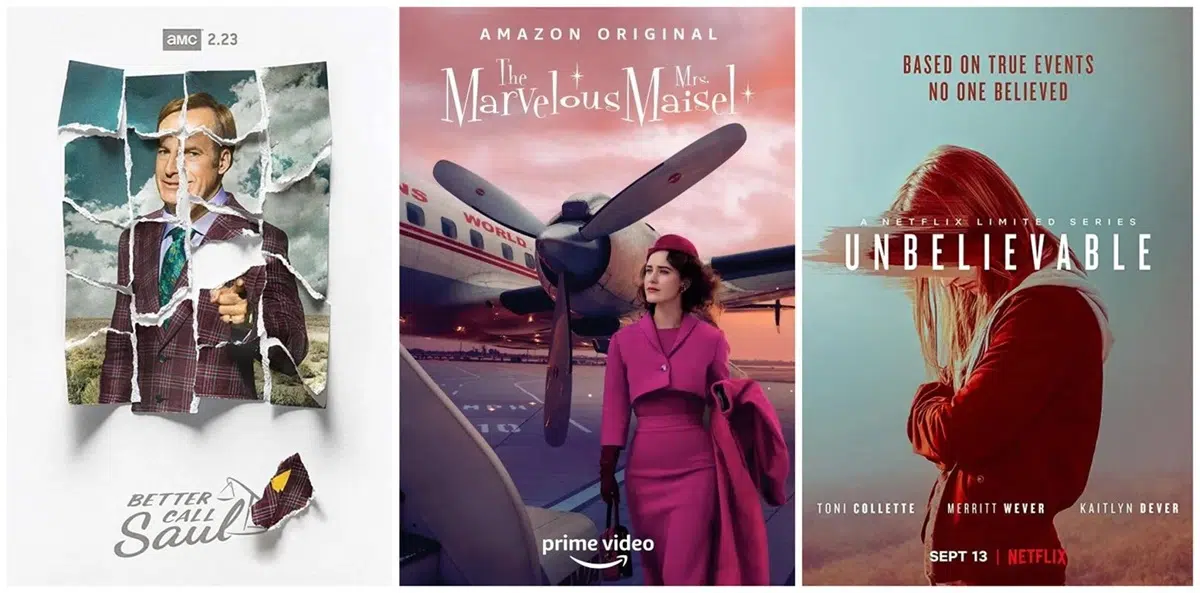 amc 2.23
BETTER
CALL
Saul
AMAZON ORIGINAL
The
Marvelous Mrs. Maisel
NS WORLD
prime video
BASED ON TRUE EVENTS
NO ONE BELIEVED
A NETFLIX LIMITED SERIES
UNBELIEVABLE
TONI COLLETTE MERRITT WEVER KAITLYN DEVER
SEPT 13 | NETFLIX